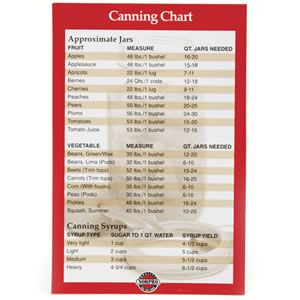 Canning Chart
Approximate Jars
FRUIT MEASURE QT. JARS NEEDED
Apples 48 lbs./1 bushel 16-20
Applesauce 48 lbs./1 bushel 15-18
Apricots 22 lbs./1 lug 7-11
Berries 24 Qts./1 crate 12-18
Cherries 22 lbs./1 lug 9-11
Peaches 48 lbs./1 bushel 18-24
Pears 50 lbs./1 bushel 20-25
Plums 56 lbs./1 bushel 24-30
Tomatoes 53 lbs./1 bushel 15-20
Tomato Juice 53 lbs./1 bushel 12-16
VEGETABLE MEASURE QT. JARS NEEDED
Beans, Green/Wax 30 lbs./1 bushel 12-20
Beans, Lima (Pods) 32 lbs./1 bushel 6-10
Beets (Trim tops) 52 lbs./1 bushel 15-24
Carrots (Trim tops) 50 lbs./1 bushel 16-25
Corn (With husks) 35 lbs./1 bushel 6-11
Peas (Pods) 30 lbs./1 bushel 5-10
Pickles 48 lbs./1 bushel 16-24
Squash, Summer 40 lbs./1 bushel 10-20
Canning Syrups
SYRUP TYPE SUGAR TO 1 QT. WATER SYRUP YIELD
Very light 1 cups 4-1/2 cups
Light 2 cups 5 cups
Medium 3 cups 5-1/2 cups
Heavy 4-3/4 cups 6-1/2 cups
NORPRO